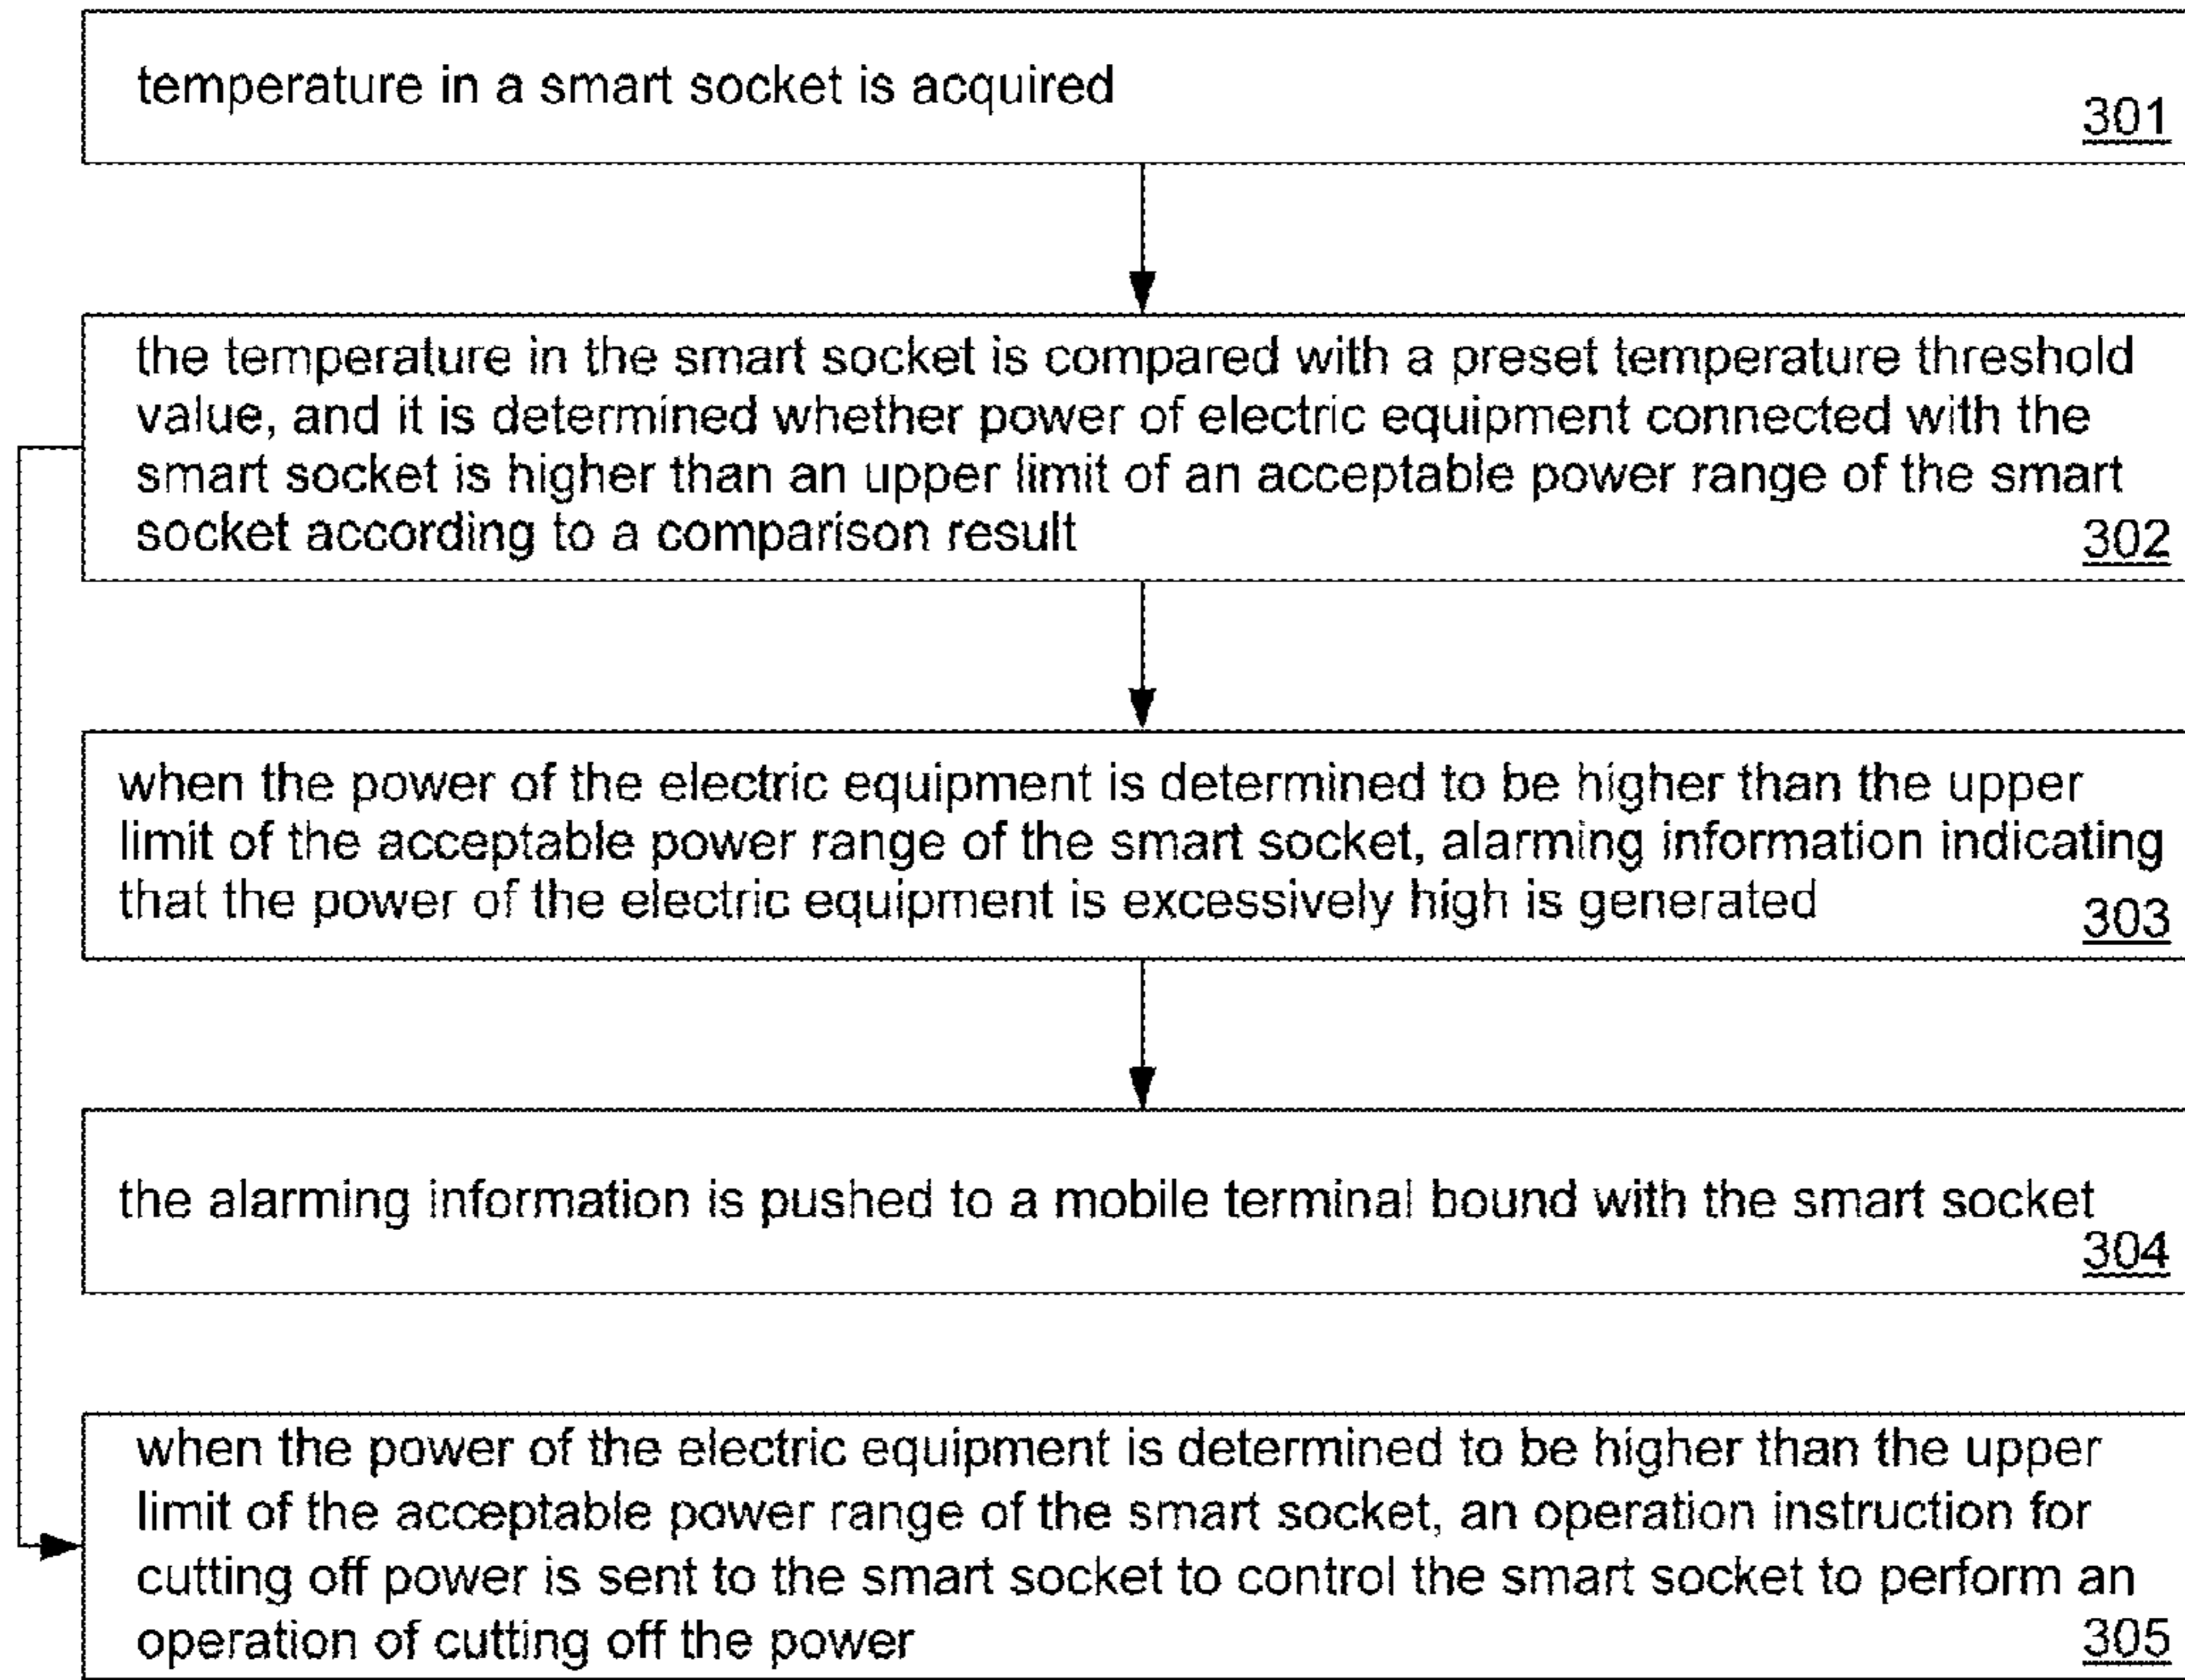 temperature in a smart socket is acquired
301
the temperature in the smart socket is compared with a preset temperature threshold
value, and it is determined whether power of electric equipment connected with the
smart socket is higher than an upper limit of an acceptable power range of the smart
socket according to a comparison result
302
when the power of the electric equipment is determined to be higher than the upper
limit of the acceptable power range of the smart socket, alarming information indicating
that the power of the electric equipment is excessively high is generated
303
the alarming information is pushed to a mobile terminal bound with the smart socket
304
when the power of the electric equipment is determined to be higher than the upper
limit of the acceptable power range of the smart socket, an operation instruction for
cutting off power is sent to the smart socket to control the smart socket to perform an
operation of cutting off the power
305